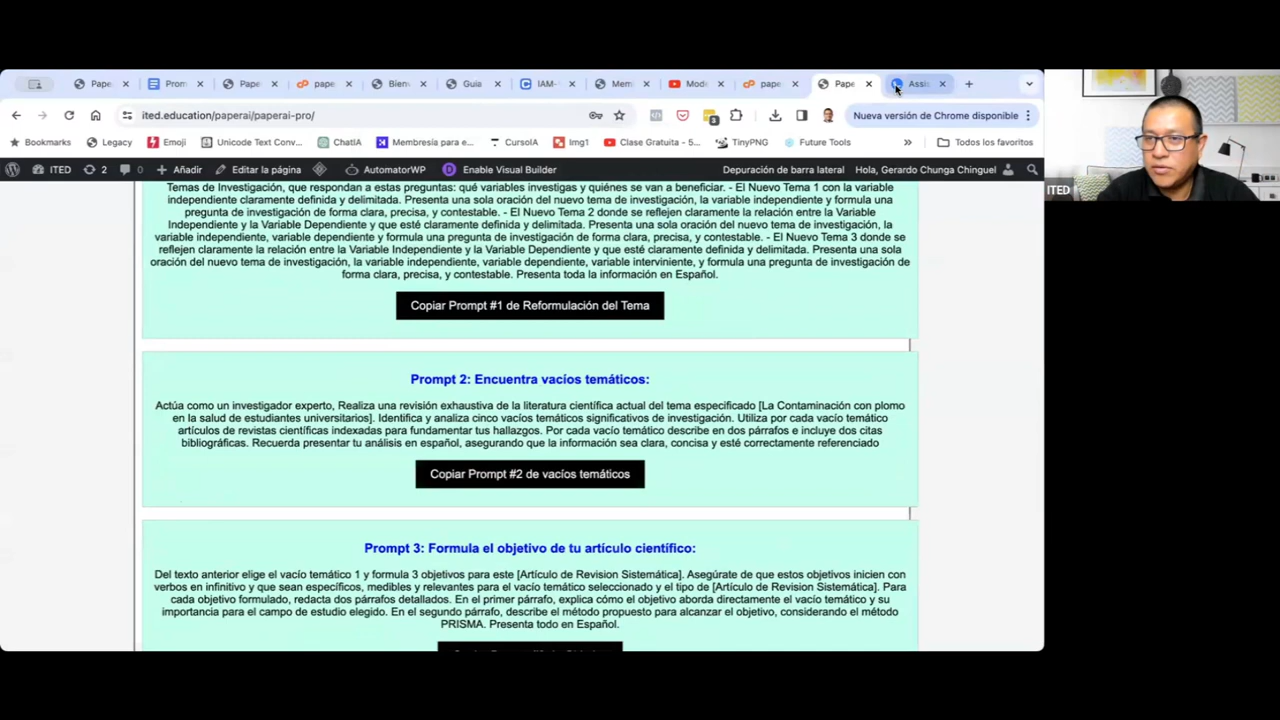 Pape
Prom
Pape
pape
Bien
Guía
IAM-
Mem
Mode
pape
Pape
Assis
ited.education/paperai/paperai-pro/
Nueva versión de Chrome disponible
Bookmarks
Legacy
Emoji
Unicode Text Conv...
ChatIA
Membresía para e...
CursoIA
Img1
Clase Gratuita - 5...
TinyPNG
Future Tools
»
Todos los favoritos
ITED
2
0
Añadir
Editar la página
AutomatorWP
Enable Visual Builder
Depuración de barra lateral
Hola, Gerardo Chunga Chinguel
ITED
Temas de Investigación, que respondan a estas preguntas: qué variables investigas y quiénes se van a beneficiar. - El Nuevo Tema 1 con la variable
independiente claramente definida y delimitada. Presenta una sola oración del nuevo tema de investigación, la variable independiente y formula una
pregunta de investigación de forma clara, precisa, y contestable. - El Nuevo Tema 2 donde se reflejen claramente la relación entre la Variable
Independiente y la Variable Dependiente y que esté claramente definida y delimitada. Presenta una sola oración del nuevo tema de investigación, la
variable independiente, variable dependiente y formula una pregunta de investigación de forma clara, precisa, y contestable. - El Nuevo Tema 3 donde se
reflejen claramente la relación entre la Variable Independiente y la Variable Dependiente y que esté claramente definida y delimitada. Presenta una sola
oración del nuevo tema de investigación, la variable independiente, variable dependiente, variable interviniente, y formula una pregunta de investigación de
forma clara, precisa, y contestable. Presenta toda la información en Español.
Copiar Prompt #1 de Reformulación del Tema
Prompt 2: Encuentra vacíos temáticos:
Actúa como un investigador experto, Realiza una revisión exhaustiva de la literatura científica actual del tema especificado [La Contaminación con plomo
en la salud de estudiantes universitarios]. Identifica y analiza cinco vacíos temáticos significativos de investigación. Utiliza por cada vacío temático
artículos de revistas científicas indexadas para fundamentar tus hallazgos. Por cada vacío temático describe en dos párrafos e incluye dos citas
bibliográficas. Recuerda presentar tu análisis en español, asegurando que la información sea clara, concisa y esté correctamente referenciado
Copiar Prompt #2 de vacíos temáticos
Prompt 3: Formula el objetivo de tu artículo científico:
Del texto anterior elige el vacío temático 1 y formula 3 objetivos para este [Artículo de Revision Sistemática]. Asegúrate de que estos objetivos inicien con
verbos en infinitivo y que sean específicos, medibles y relevantes para el vacío temático seleccionado y el tipo de [Artículo de Revision Sistemática]. Para
cada objetivo formulado, redacta dos párrafos detallados. En el primer párrafo, explica cómo el objetivo aborda directamente el vacío temático y su
importancia para el campo de estudio elegido. En el segundo párrafo, describe el método propuesto para alcanzar el objetivo, considerando el método
PRISMA. Presenta todo en Español.